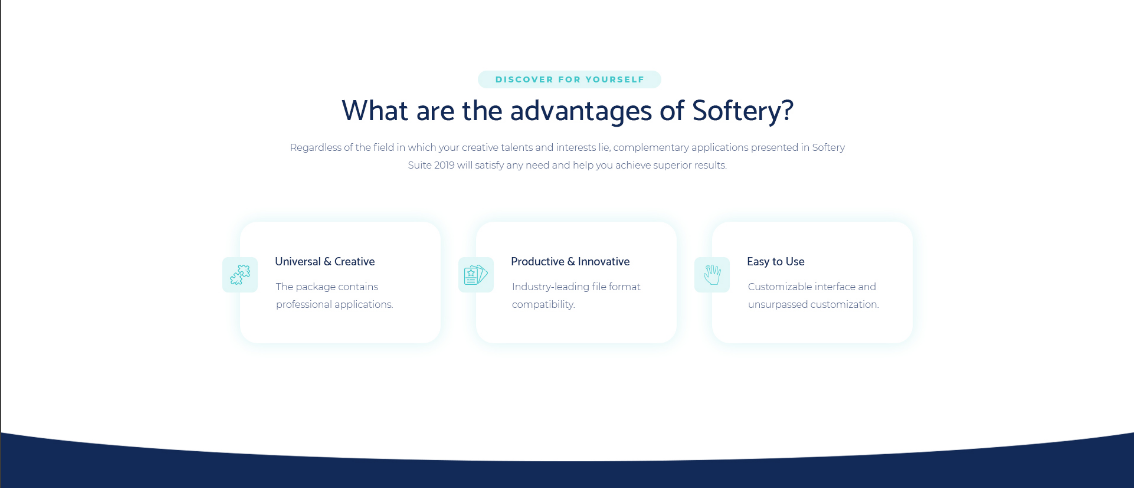 DISCOVER FOR YOURSELF
What are the advantages of Softery?
Regardless of the field in which your creative talents and interests lie, complementary applications presented in Softery
Suite 2019 will satisfy any need and help you achieve superior results.
Universal & Creative
The package contains
professional applications.
Productive & Innovative
Industry-leading file format
compatibility.
Easy to Use
Customizable interface and
unsurpassed customization.